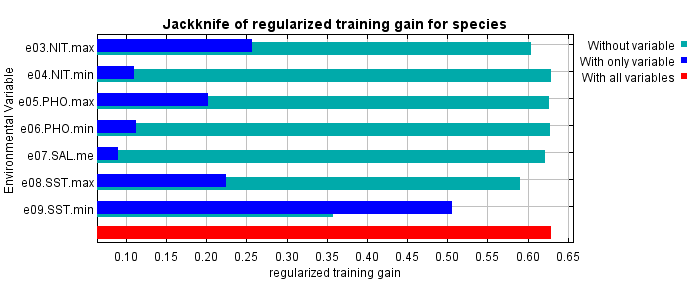 Jackknife of regularized training gain for species
Environmental Variable
e03.NIT.max
e04.NIT.min
e05.PHO.max
e06.PHO.min
e07.SAL.me
e08.SST.max
e09.SST.min
Without variable
With only variable
With all variables
0.10 0.15 0.20 0.25 0.30 0.35 0.40 0.45 0.50 0.55 0.60 0.65
regularized training gain